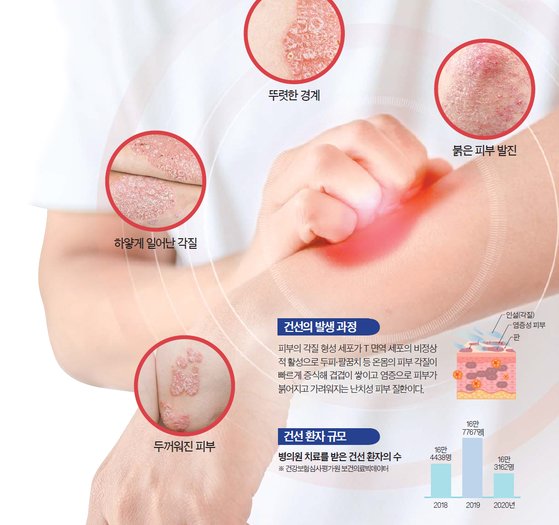 뚜렷한 경계
붉은 피부 발진
하얗게 일어난 각질
두꺼워진 피부
건선의 발생 과정
피부의 각질 형성 세포가 T 면역 세포의 비정상
적 활성으로 두피·팔꿈치 등 온몸의 피부 각질이
빠르게 증식해 겹겹이 쌓이고 염증으로 피부가
붉어지고 가려워지는 난치성 피부 질환이다.
인설(각질)
염증성 피부
판
건선 환자 규모
병의원 치료를 받은 건선 환자의 수
※ 건강보험심사평가원 보건의료빅데이터
16만
4438명
16만
7767명
16만
3162명
2018
2019
2020년